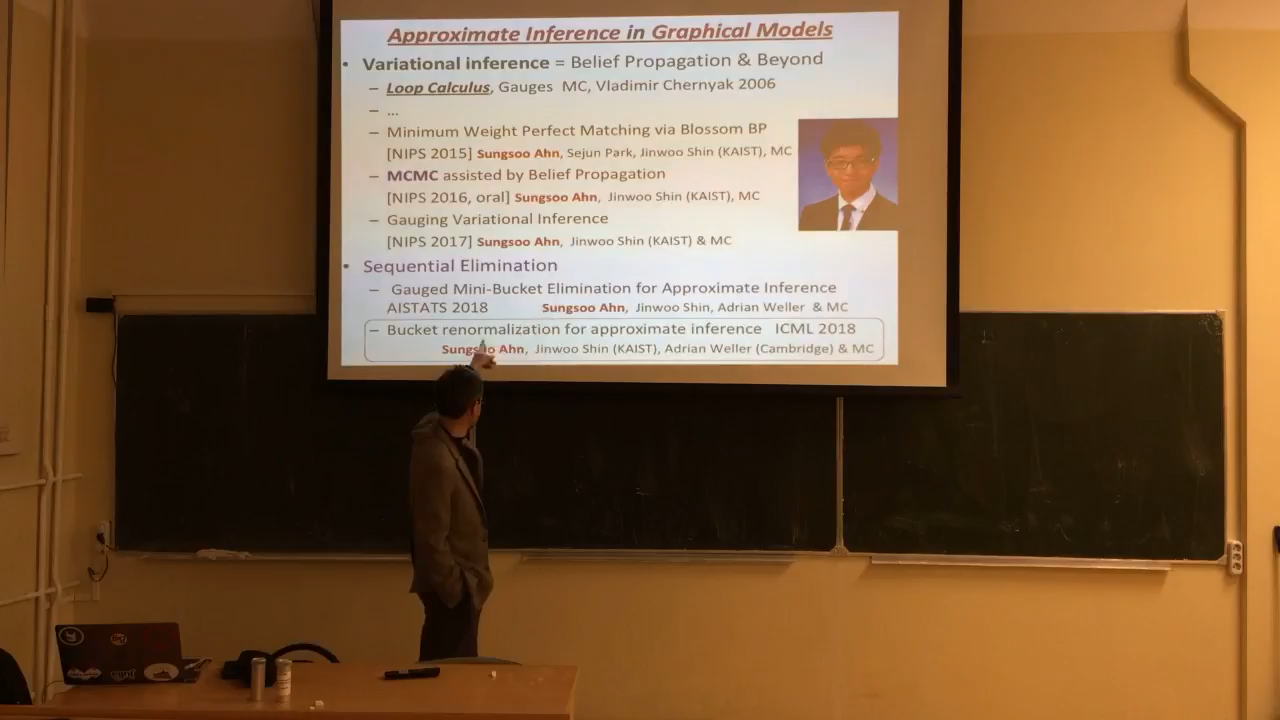 Approximate Inference in Graphical Models
• Variational inference = Belief Propagation & Beyond
– Loop Calculus, Gauges MC, Vladimir Chernyak 2006
– ...
– Minimum Weight Perfect Matching via Blossom BP
[NIPS 2015] Sungsoo Ahn, Sejun Park, Jinwoo Shin (KAIST), MC
– MCMC assisted by Belief Propagation
[NIPS 2016, oral] Sungsoo Ahn, Jinwoo Shin (KAIST), MC
– Gauging Variational Inference
[NIPS 2017] Sungsoo Ahn, Jinwoo Shin (KAIST) & MC
• Sequential Elimination
– Gauged Mini-Bucket Elimination for Approximate Inference
AISTATS 2018 Sungsoo Ahn, Jinwoo Shin, Adrian Weller & MC
– Bucket renormalization for approximate inference ICML 2018
Sungsoo Ahn, Jinwoo Shin (KAIST), Adrian Weller (Cambridge) & MC